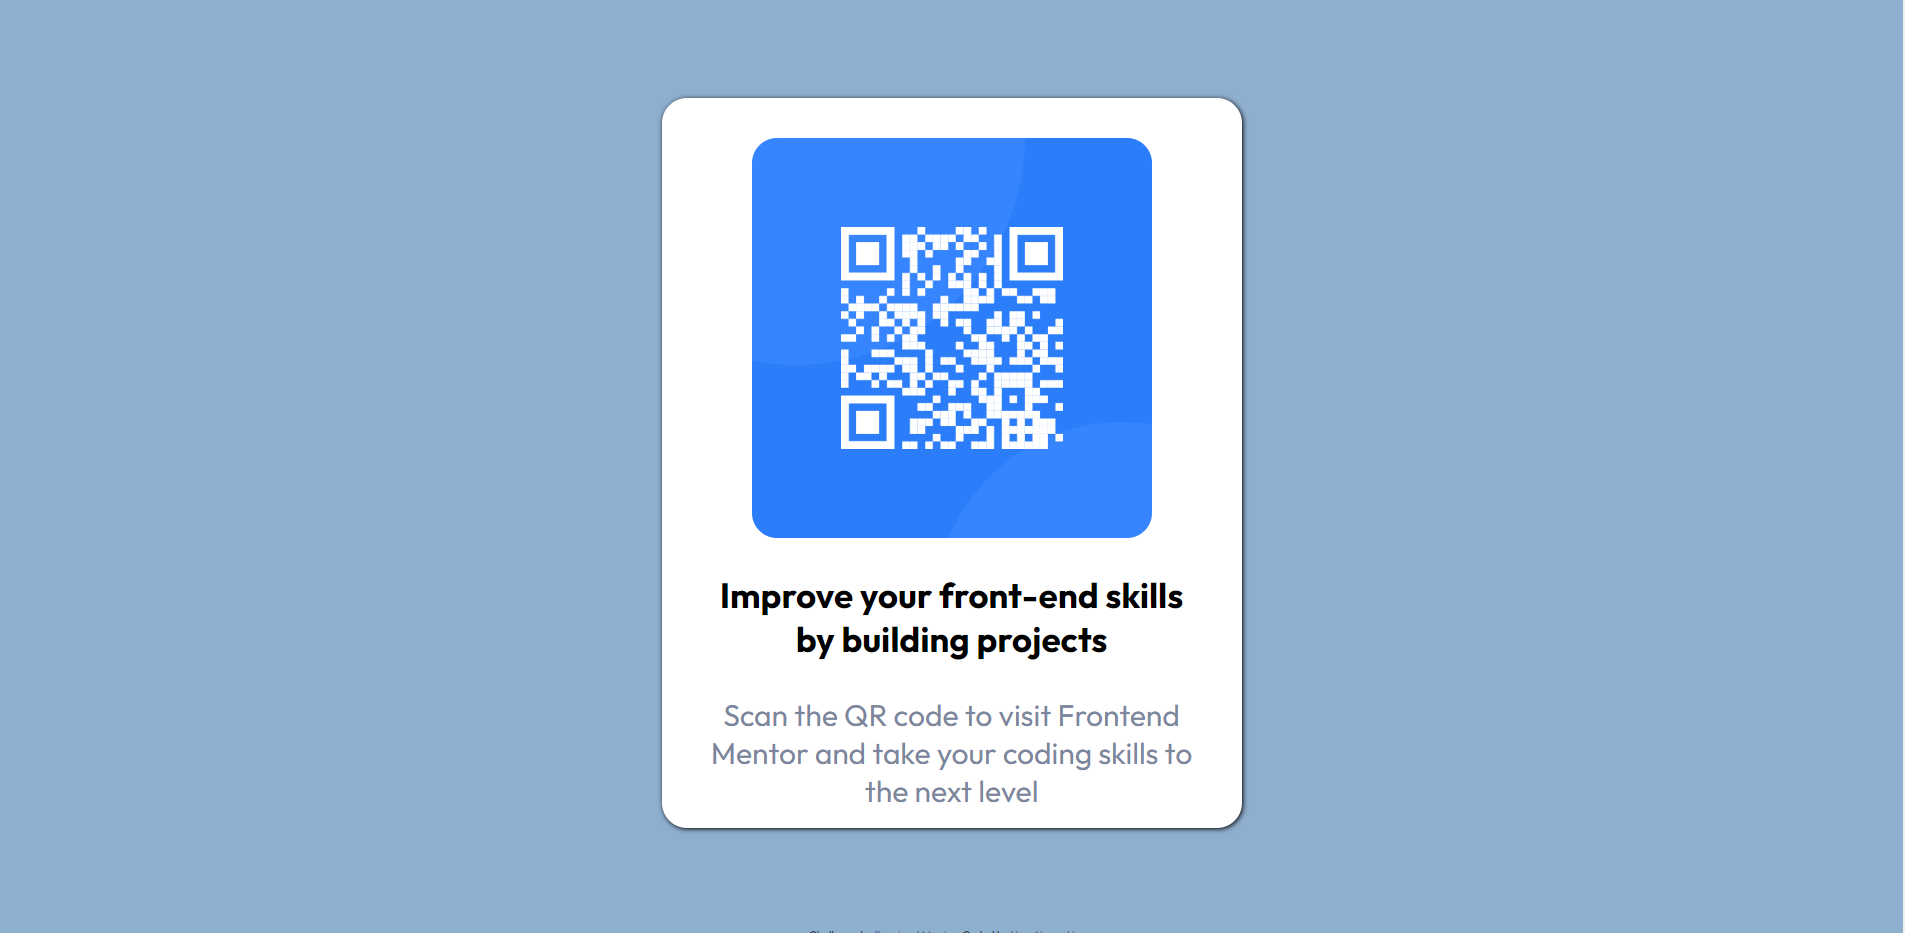 Improve your front-end skills
by building projects
Scan the QR code to visit Frontend
Mentor and take your coding skills to
the next level